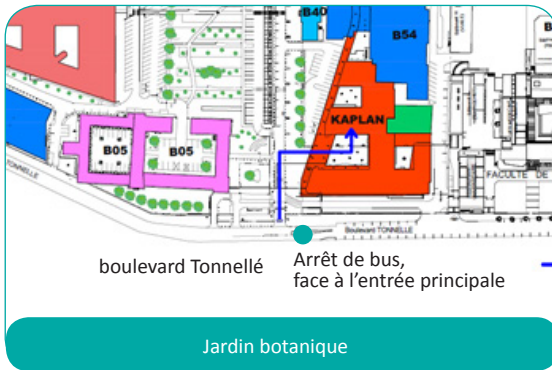 B40
B54
B
KAPLAN
B05
B05
TONNELLE
FACULTE DE
Boulevard TONNELLE
boulevard Tonnellé
Arrêt de bus,
face à l'entrée principale
Jardin botanique